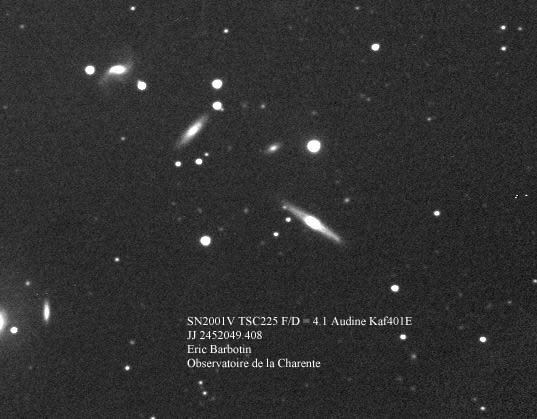 SN2001V TSC225 F/D = 4.1 Audine Kaf401E
JJ 2452049.408
Eric Barbotin
Observatoire de la Charente